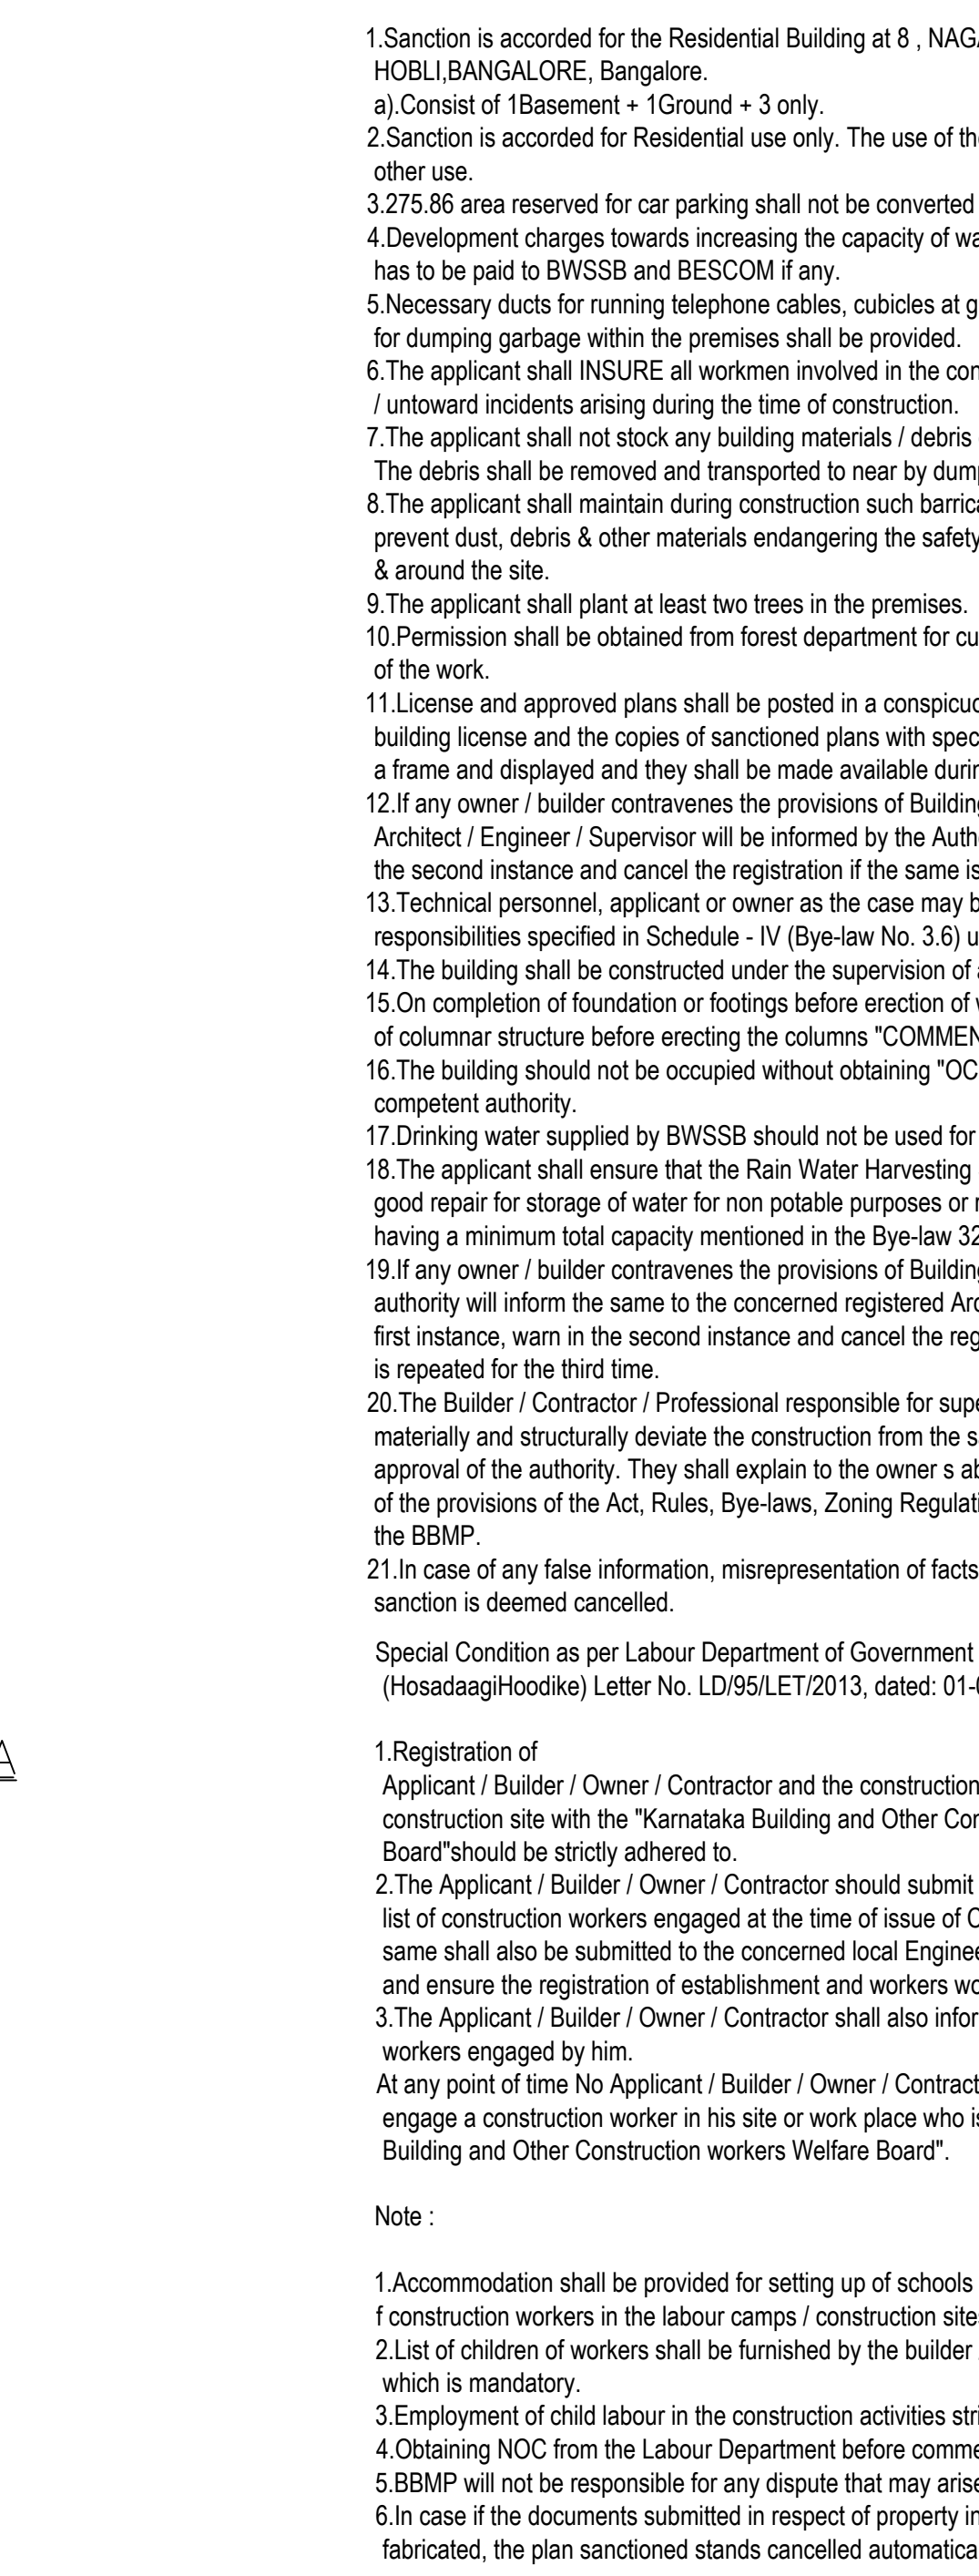 1.Sanction is accorded for the Residential Building at 8 , NAGA
HOBLI,BANGALORE, Bangalore.
a).Consist of 1Basement + 1Ground + 3 only.
2.Sanction is accorded for Residential use only. The use of the
other use.
3.275.86 area reserved for car parking shall not be converted
4.Development charges towards increasing the capacity of wa
has to be paid to BWSSB and BESCOM if any.
5.Necessary ducts for running telephone cables, cubicles at g
for dumping garbage within the premises shall be provided.
6.The applicant shall INSURE all workmen involved in the con
/ untoward incidents arising during the time of construction.
7.The applicant shall not stock any building materials / debris
The debris shall be removed and transported to near by dum
8.The applicant shall maintain during construction such barrica
prevent dust, debris & other materials endangering the safety
& around the site.
9.The applicant shall plant at least two trees in the premises.
10.Permission shall be obtained from forest department for cu
of the work.
11.License and approved plans shall be posted in a conspicuo
building license and the copies of sanctioned plans with spec
a frame and displayed and they shall be made available durin
12.If any owner / builder contravenes the provisions of Building
Architect / Engineer / Supervisor will be informed by the Auth
the second instance and cancel the registration if the same is
13.Technical personnel, applicant or owner as the case may b
responsibilities specified in Schedule - IV (Bye-law No. 3.6) u
14.The building shall be constructed under the supervision of a
15.On completion of foundation or footings before erection of w
of columnar structure before erecting the columns "COMMEN
16.The building should not be occupied without obtaining "OC
competent authority.
17.Drinking water supplied by BWSSB should not be used for
18.The applicant shall ensure that the Rain Water Harvesting
good repair for storage of water for non potable purposes or r
having a minimum total capacity mentioned in the Bye-law 32
19.If any owner / builder contravenes the provisions of Building
authority will inform the same to the concerned registered Arc
first instance, warn in the second instance and cancel the reg
is repeated for the third time.
20.The Builder / Contractor / Professional responsible for supe
materially and structurally deviate the construction from the s
approval of the authority. They shall explain to the owner s ab
of the provisions of the Act, Rules, Bye-laws, Zoning Regulati
the BBMP.
21.In case of any false information, misrepresentation of facts
sanction is deemed cancelled.
Special Condition as per Labour Department of Government
(HosadaagiHoodike) Letter No. LD/95/LET/2013, dated: 01-0
A
1.Registration of
Applicant / Builder / Owner / Contractor and the construction
construction site with the "Karnataka Building and Other Con
Board"should be strictly adhered to.
2.The Applicant / Builder / Owner / Contractor should submit
list of construction workers engaged at the time of issue of C
same shall also be submitted to the concerned local Enginee
and ensure the registration of establishment and workers wo
3.The Applicant / Builder / Owner / Contractor shall also infor
workers engaged by him.
At any point of time No Applicant / Builder / Owner / Contract
engage a construction worker in his site or work place who is
Building and Other Construction workers Welfare Board".
Note :
1.Accommodation shall be provided for setting up of schools
f construction workers in the labour camps / construction site
2.List of children of workers shall be furnished by the builder
which is mandatory.
3.Employment of child labour in the construction activities stri
4.Obtaining NOC from the Labour Department before comme
5.BBMP will not be responsible for any dispute that may arise
6.In case if the documents submitted in respect of property in
fabricated, the plan sanctioned stands cancelled automatica